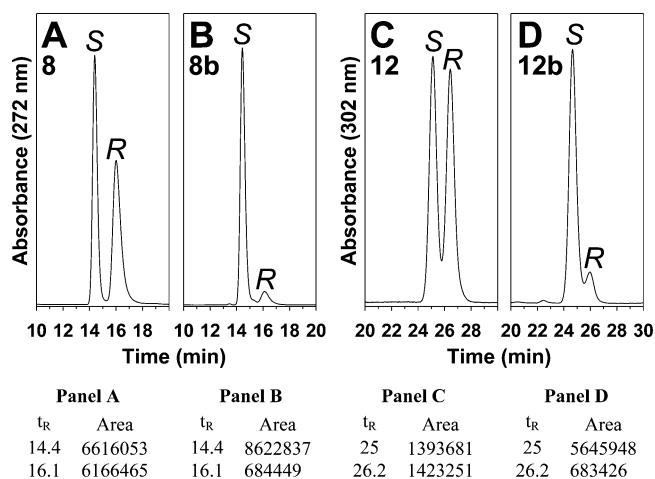 A B C D
8 8b 12 12b
S R S R S R S R
Absorbance (272 nm)
Absorbance (302 nm)
10 12 14 16 18 10 12 14 16 18 20
20 22 24 26 28 20 22 24 26 28 30
Time (min) Time (min)
Panel A Panel B Panel C Panel D
tR Area tR Area tR Area tR Area
14.4 6616053 14.4 8622837 25 1393681 25 5645948
16.1 6166465 16.1 684449 26.2 1423251 26.2 683426